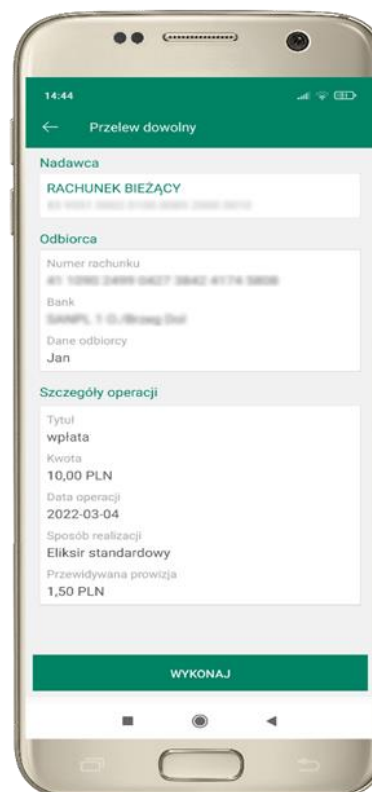 14:44
Przelew dowolny
Nadawca
RACHUNEK BIEŻĄCY
Odbiorca
Numer rachunku
Bank
Dane odbiorcy
Jan
Szczegóły operacji
Tytuł
wpłata
Kwota
10,00 PLN
Data operacji
2022-03-04
Sposób realizacji
Eliksir standardowy
Przewidywana prowizja
1,50 PLN
WYKONAJ